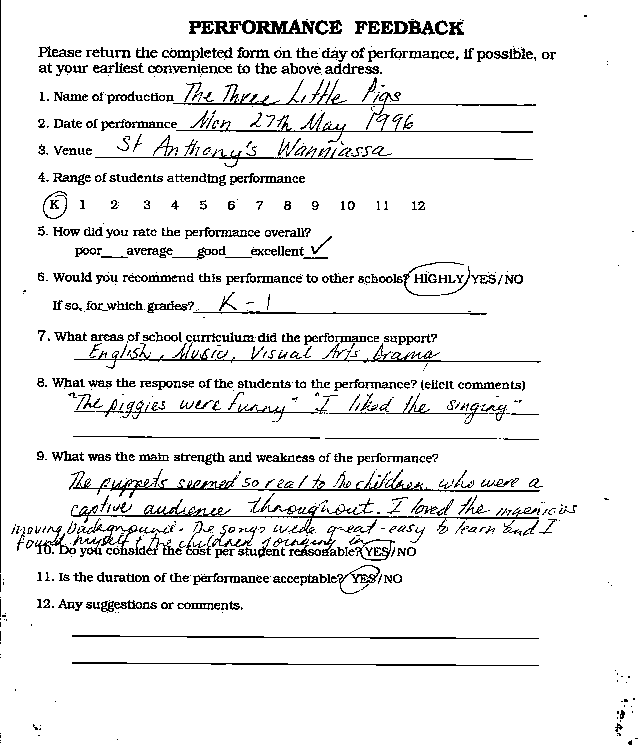 PERFORMANCE FEEDBACK
Please return the completed form on the day of performance, if possible, or
at your earliest convenience to the above address.
1. Name of production The Three Little Pigs
2. Date of performance Mon 27th May 1996
3. Venue St Anthony's Wanniassa
4. Range of students attending performance
K 1 2 3 4 5 6 7 8 9 10 11 12
5. How did you rate the performance overall?
poor__ average__ good__ excellent ✓
6. Would you recommend this performance to other schools? HIGHLY/YES/NO
If so, for which grades? K - 1
7. What areas of school curriculum did the performance support?
English, Music, Visual Arts, Drama
8. What was the response of the students to the performance? (elicit comments)
"The piggies were funny" "I liked the singing"
9. What was the main strength and weakness of the performance?
The puppets seemed so real to the children, who were a
captive audience throughout. I loved the ingenious
moving background. The songs were great - easy to learn and I
found myself & the children joining in
10. Do you consider the cost per student reasonable? YES/NO
11. Is the duration of the performance acceptable? YES/NO
12. Any suggestions or comments.